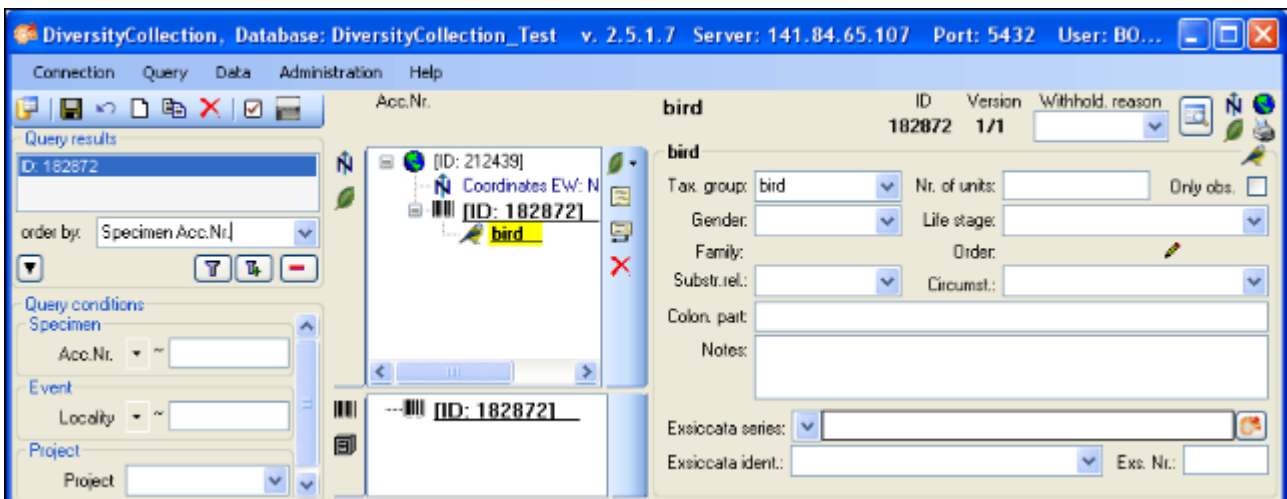 DiversityCollection, Database: DiversityCollection_Test v. 2.5.1.7 Server: 141.84.65.107 Port: 5432 User: BO...
Connection Query Data Administration Help
Acc.Nr. bird ID Version Withhold. reason
182872 1/1
Query results
ID: 182872
order by: Specimen Acc.Nr.
Query conditions
Specimen
Acc.Nr. ~
Event
Locality ~
Project
Project
[ID: 212439]
Coordinates EW: N
[ID: 182872]
bird
[ID: 182872]
bird
Tax. group: bird Nr. of units: Only obs.
Gender: Life stage:
Family: Order:
Substr.rel.: Circumst.:
Colon. part:
Notes:
Exsiccata series:
Exsiccata ident.: Exs. Nr.: